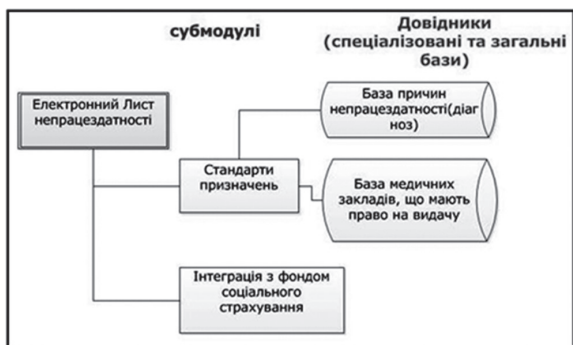 субмодулі
Довідники
(спеціалізовані та загальні
бази)
Електронний Лист
непрацездатності
База причин
непрацездатності(діаг
ноз)
Стандарти
призначень
База медичних
закладів, що мають
право на видачу
Інтеграція з фондом
соціального
страхування